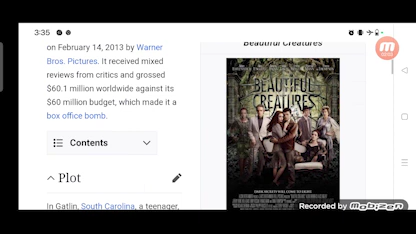 3:35
on February 14, 2013 by Warner
Bros. Pictures. It received mixed
reviews from critics and grossed
$60.1 million worldwide against its
$60 million budget, which made it a
box office bomb.
Contents
Plot
In Gatlin, South Carolina, a teenager,
Beautiful Creatures
BEAUTIFUL
CREATURES
Recorded by
MOBIZEN